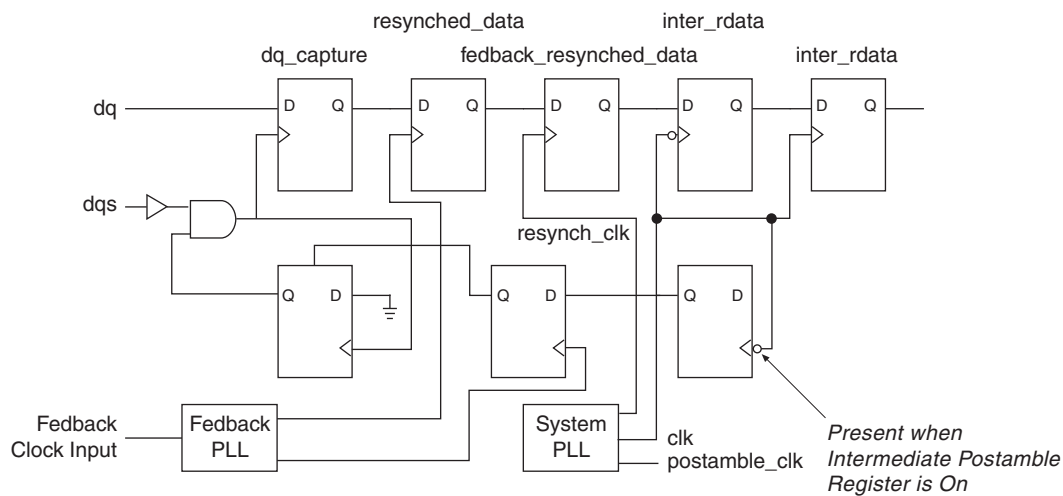 resynched_data
inter_rdata
dq_capture
fedback_resynched_data
inter_rdata
dq
D
Q
D
Q
D
Q
D
Q
D
Q
dqs
resynch_clk
Q
D
Q
D
Q
D
Fedback
Clock Input
Fedback
PLL
System
PLL
clk
postamble_clk
Present when
Intermediate Postamble
Register is On